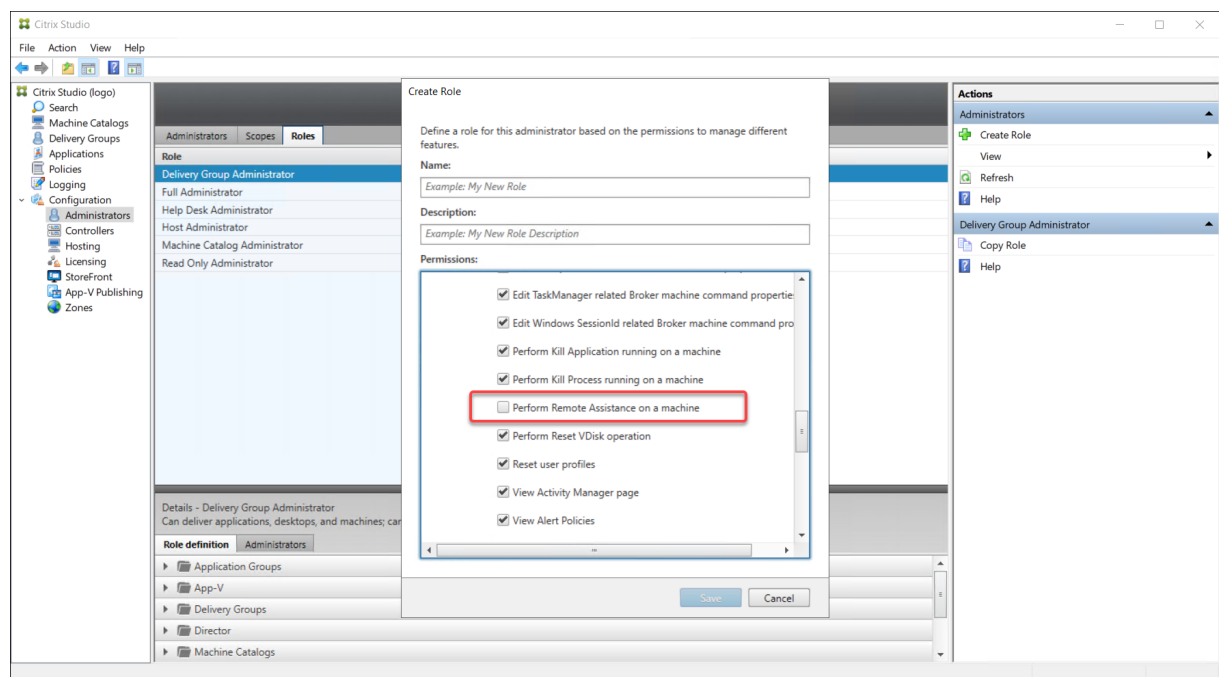 Citrix Studio
File Action View Help
Citrix Studio (logo)
Search
Machine Catalogs
Delivery Groups
Applications
Policies
Logging
Configuration
Administrators
Controllers
Hosting
Licensing
StoreFront
App-V Publishing
Zones
Administrators Scopes Roles
Role
Delivery Group Administrator
Full Administrator
Help Desk Administrator
Host Administrator
Machine Catalog Administrator
Read Only Administrator
Details - Delivery Group Administrator
Can deliver applications, desktops, and machines; car
Role definition Administrators
Application Groups
App-V
Delivery Groups
Director
Machine Catalogs
Create Role
Define a role for this administrator based on the permissions to manage different
features.
Name:
Example: My New Role
Description:
Example: My New Role Description
Permissions:
Edit TaskManager related Broker machine command propertie
Edit Windows SessionId related Broker machine command pro
Perform Kill Application running on a machine
Perform Kill Process running on a machine
Perform Remote Assistance on a machine
Perform Reset VDisk operation
Reset user profiles
View Activity Manager page
View Alert Policies
Save Cancel
Actions
Administrators
Create Role
View
Refresh
Help
Delivery Group Administrator
Copy Role
Help